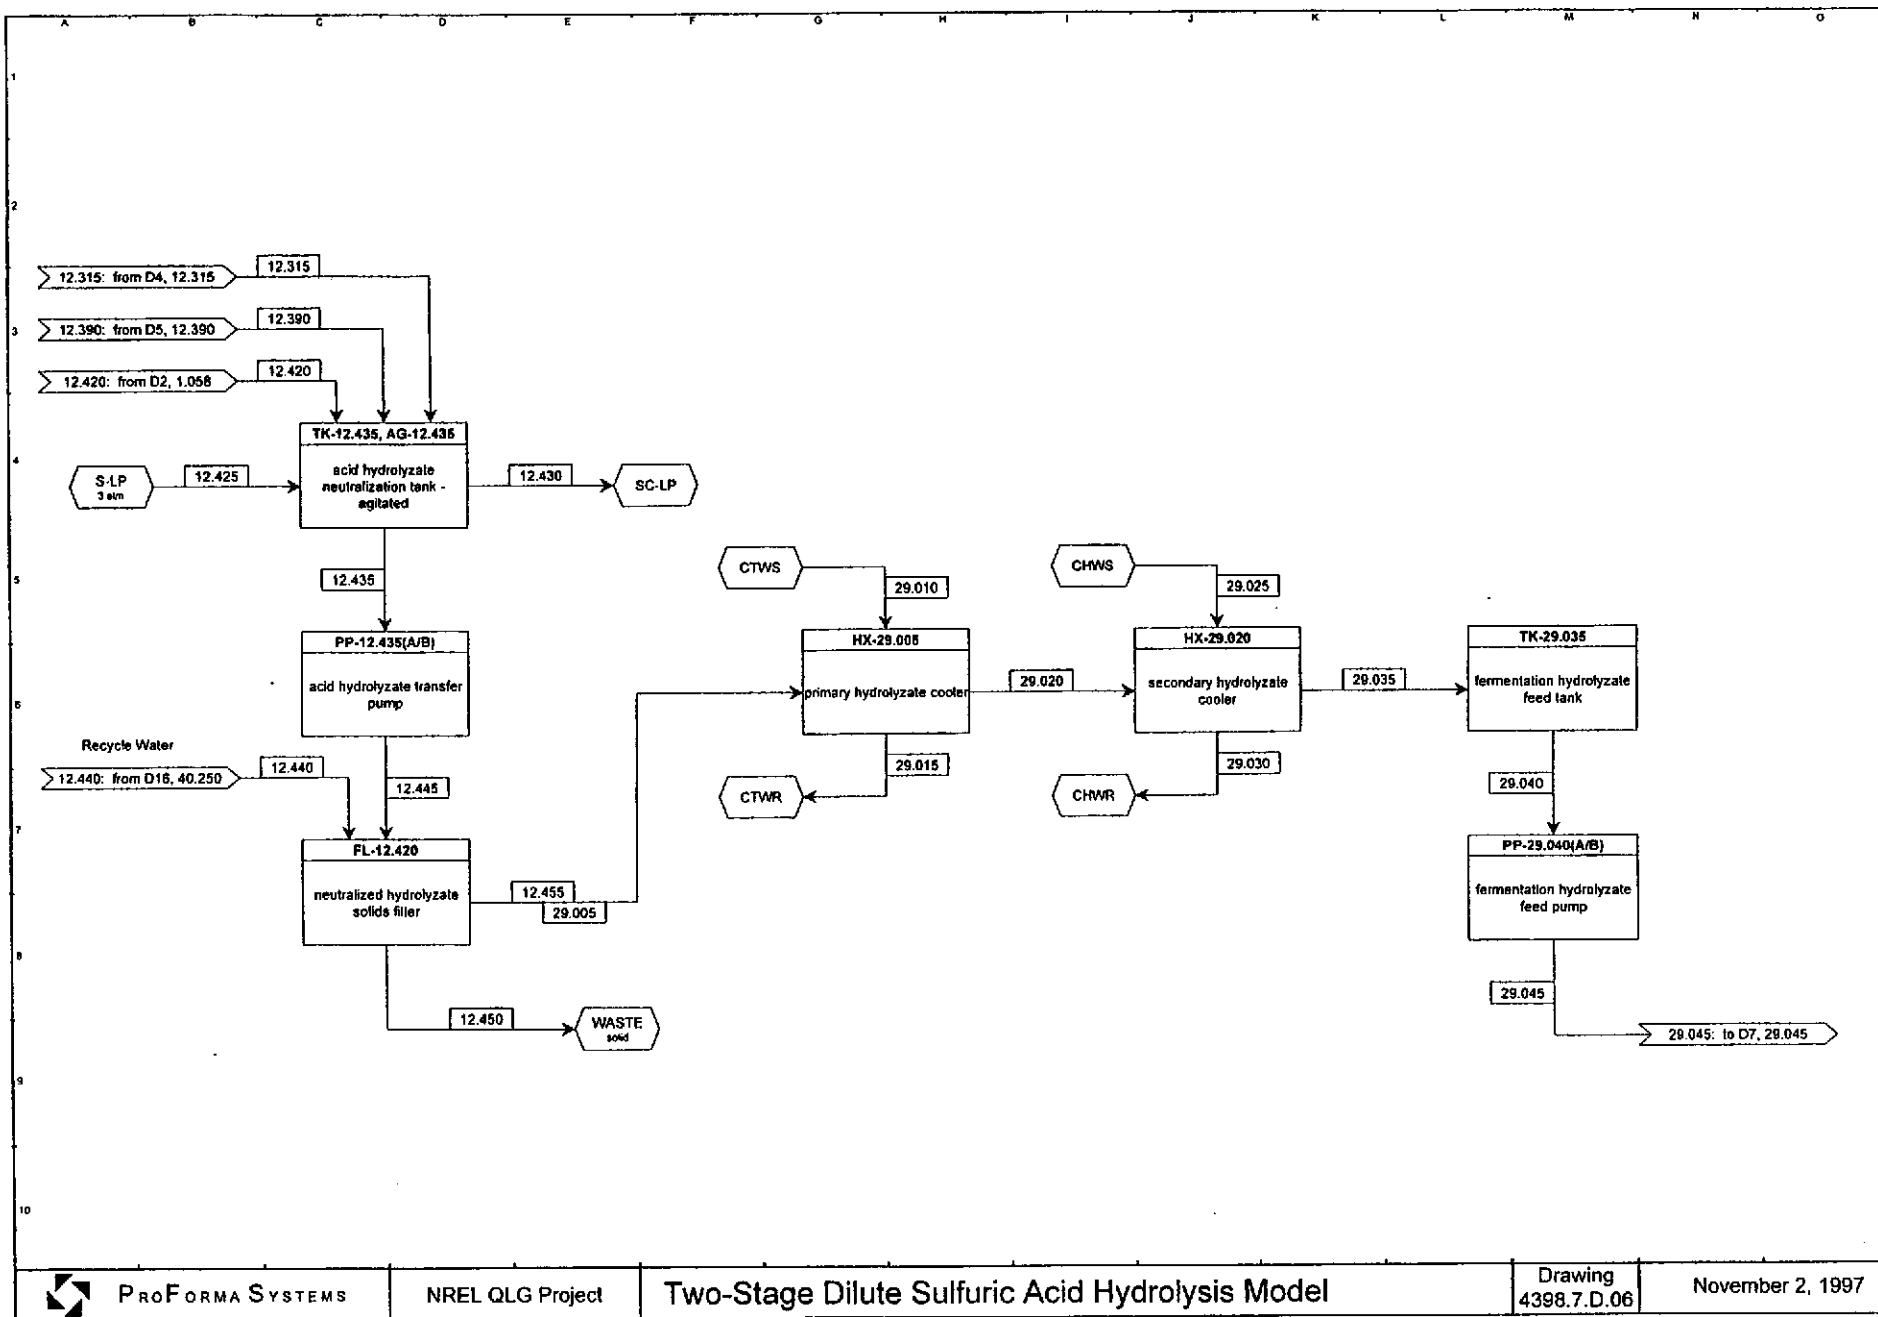 A B C D E F G H I J K L M N O
1
2
3
4
5
6
7
8
9
10
12.315: from D4, 12.315
12.315
12.390: from D5, 12.390
12.390
12.420: from D2, 1.058
12.420
TK-12.435, AG-12.435
acid hydrolyzate
neutralization tank -
agitated
S-LP
3 atm
12.425
12.430
SC-LP
12.435
PP-12.435(A/B)
acid hydrolyzate transfer
pump
Recycle Water
12.440: from D16, 40.250
12.440
12.445
FL-12.420
neutralized hydrolyzate
solids filter
12.455
29.005
12.450
WASTE
solid
CTWS
29.010
HX-29.005
primary hydrolyzate cooler
29.015
CTWR
29.020
CHWS
29.025
HX-29.020
secondary hydrolyzate
cooler
29.030
CHWR
29.035
TK-29.035
fermentation hydrolyzate
feed tank
29.040
PP-29.040(A/B)
fermentation hydrolyzate
feed pump
29.045
29.045: to D7, 29.045
PROFORMA SYSTEMS
NREL QLG Project
Two-Stage Dilute Sulfuric Acid Hydrolysis Model
Drawing
4398.7.D.06
November 2, 1997